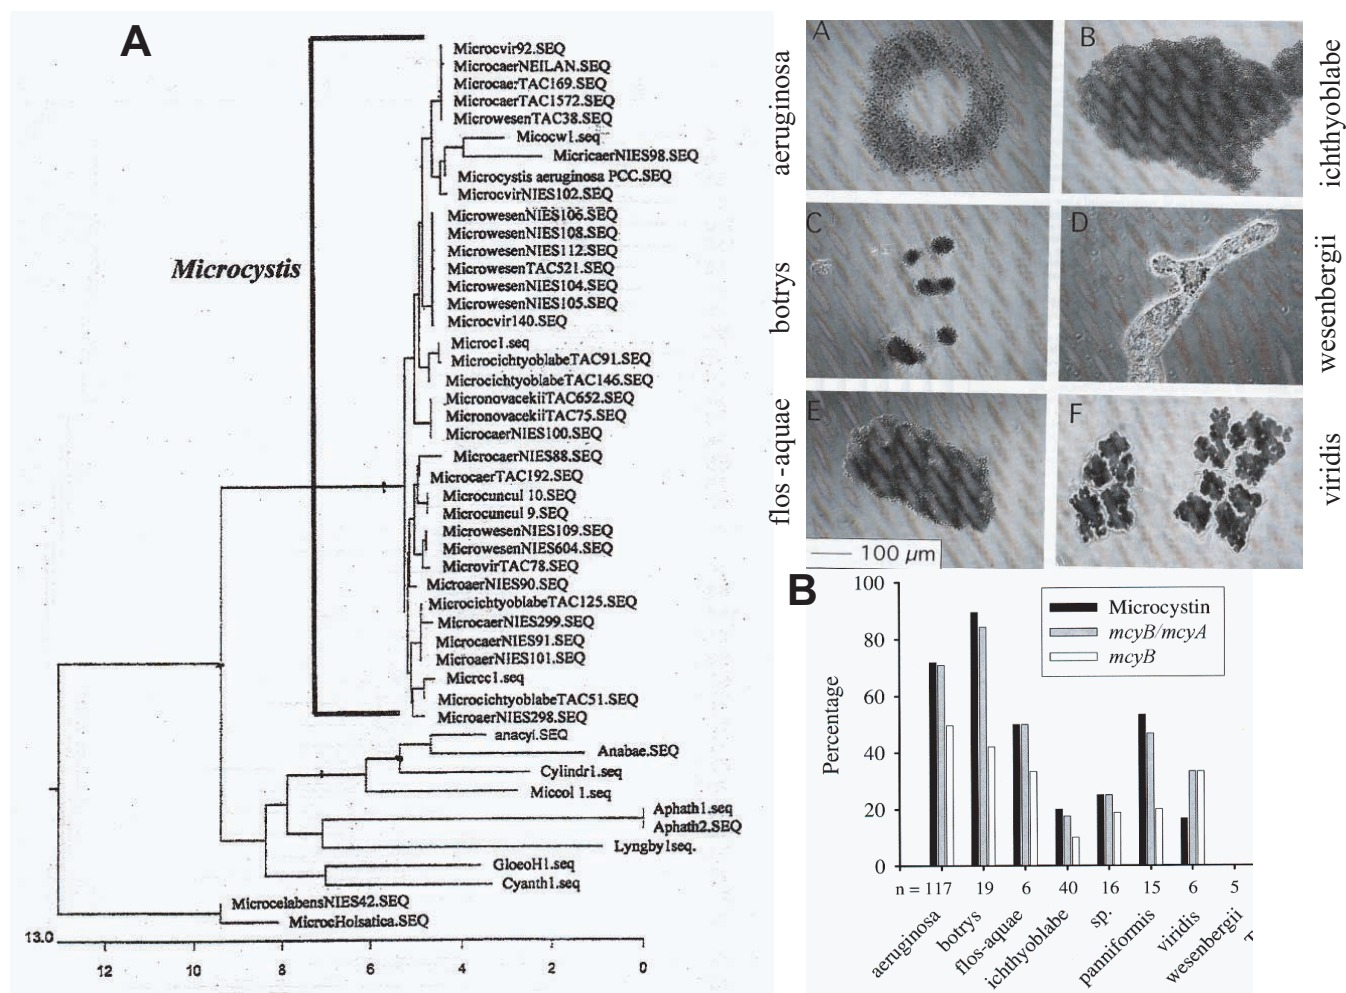 A
Microcvir92.SEQ
MicrocaerNEILAN.SEQ
Microcae:TAC169.SEQ
MicrocaerTAC1572.SEQ
MicrowesenTAC38.SEQ
Micocw1.seq
MicricaerNIES98.SEQ
Microcystis aeruginosa PCC.SEQ
MicrocvirNIES102.SEQ
MicrowesenNIES106.SEQ
MicrowesenNIES108.SEQ
MicrowesenNIES112.SEQ
MicrowesenTAC521.SEQ
MicrowesenNIES104.SEQ
MicrowesenNIES105.SEQ
Microcvir140.SEQ
Microc1.seq
MicrocichtyoblabeTAC91.SEQ
MicrocichtyoblabeTAC146.SEQ
MicronovacekiiTAC652.SEQ
MicronovacekiiTAC75.SEQ
MicrocaerNIES100.SEQ
MicrocaerNIES88.SEQ
MicrocaerTAC192.SEQ
Microcuncul 10.SEQ
Microcuncul 9.SEQ
MicrowesenNIES109.SEQ
MicrowesenNIES604.SEQ
MicrovirTAC78.SEQ
MicroaerNIES90.SEQ
MicrocichtyoblabeTAC125.SEQ
MicrocaerNIES299.SEQ
MicrocaerNIES91.SEQ
MicroaerNIES101.SEQ
Microc1.seq
MicrocichtyoblabeTAC51.SEQ
MicroaerNIES298.SEQ
Microcystis
anacyl.SEQ
Anabae.SEQ
Cylindr1.seq
Miccol 1.seq
Aphath1.seq
Aphath2.SEQ
Lyngby1seq.
GloeoH1.seq
Cyanth1.seq
MicrocelabensNIES42.SEQ
MicrocHolsatica.SEQ
13.0
12 10 8 6 4 2 0
aeruginosa
A
B
ichthyoblabe
botrys
C
D
wesenbergii
flos-aquae
E
F
viridis
100 µm
B
Microcystin
mcyB/mcyA
mcyB
Percentage
100
80
60
40
20
0
n = 117 19 6 40 16 15 6 5
aeruginosa
botrys
flos-aquae
ichthyoblabe
sp.
panniformis
viridis
wesenbergii